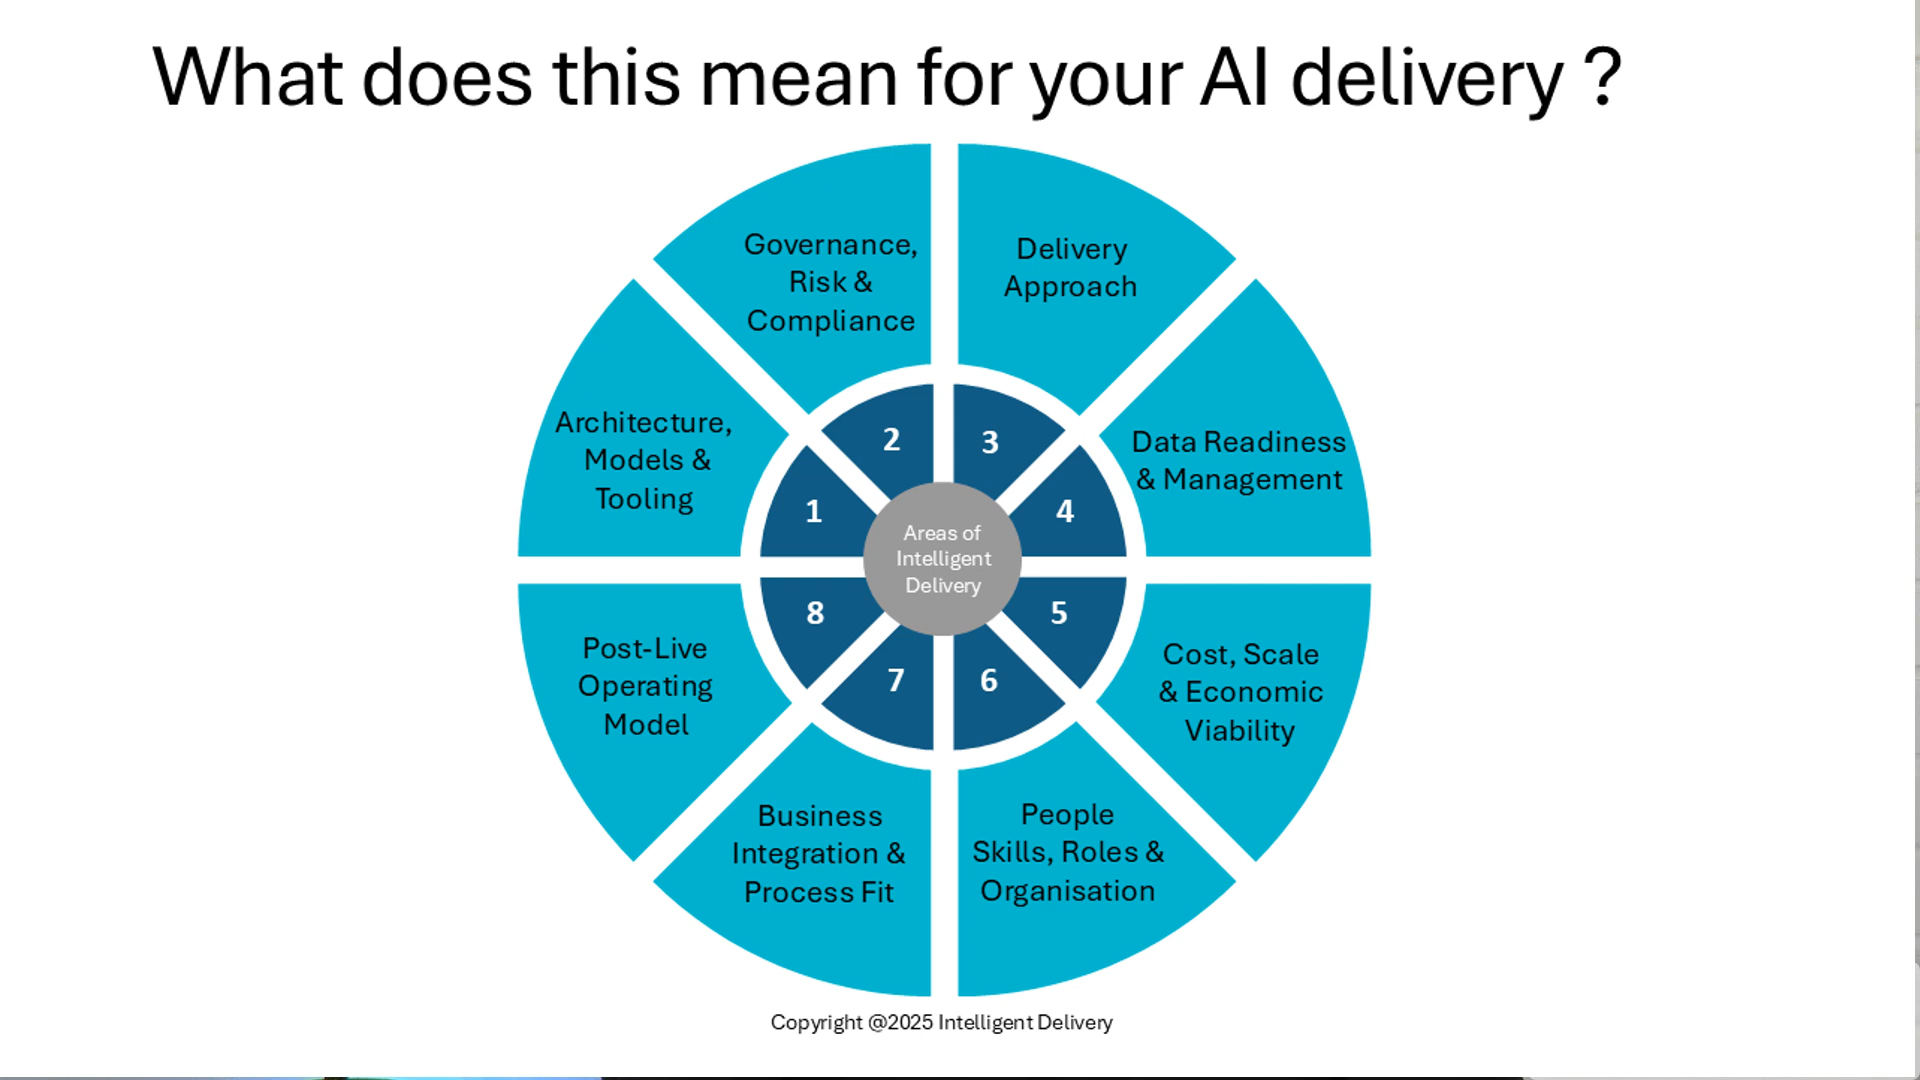 What does this mean for your AI delivery ?
Governance,
Risk &
Compliance
Delivery
Approach
Architecture,
Models &
Tooling
Data Readiness
& Management
2
3
1
4
Areas of
Intelligent
Delivery
8
5
7
6
Post-Live
Operating
Model
Cost, Scale
& Economic
Viability
Business
Integration &
Process Fit
People
Skills, Roles &
Organisation
Copyright @2025 Intelligent Delivery